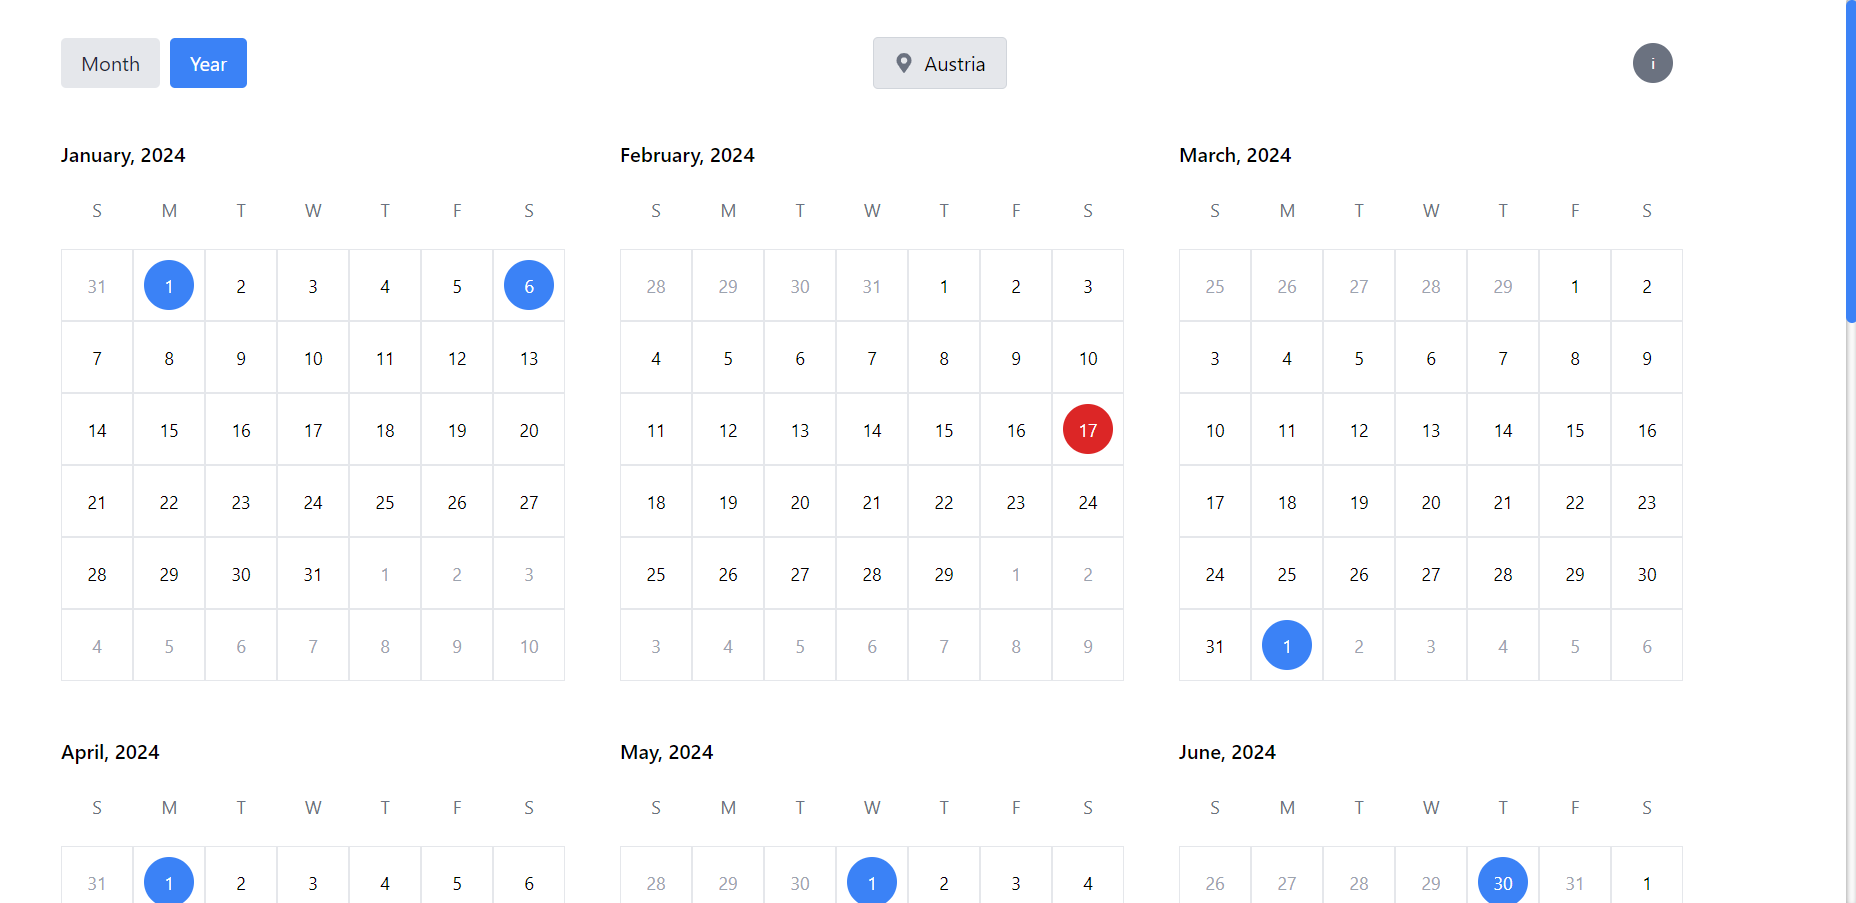 Month Year Austria i
January, 2024
S M T W T F S
31 1 2 3 4 5 6
7 8 9 10 11 12 13
14 15 16 17 18 19 20
21 22 23 24 25 26 27
28 29 30 31 1 2 3
4 5 6 7 8 9 10
February, 2024
S M T W T F S
28 29 30 31 1 2 3
4 5 6 7 8 9 10
11 12 13 14 15 16 17
18 19 20 21 22 23 24
25 26 27 28 29 1 2
3 4 5 6 7 8 9
March, 2024
S M T W T F S
25 26 27 28 29 1 2
3 4 5 6 7 8 9
10 11 12 13 14 15 16
17 18 19 20 21 22 23
24 25 26 27 28 29 30
31 1 2 3 4 5 6
April, 2024
S M T W T F S
31 1 2 3 4 5 6
May, 2024
S M T W T F S
28 29 30 1 2 3 4
June, 2024
S M T W T F S
26 27 28 29 30 31 1